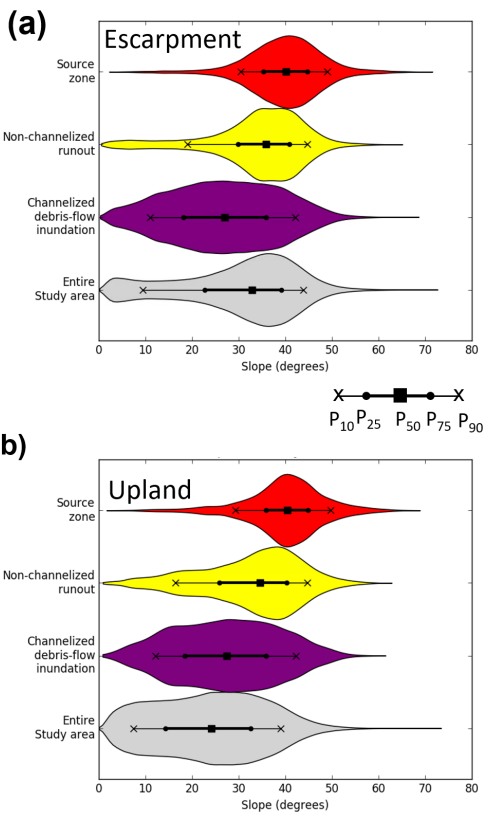 (a)
Escarpment
Source
zone
Non-channelized
runout
Channelized
debris-flow
inundation
Entire
Study area
0 10 20 30 40 50 60 70 80
Slope (degrees)
P10 P25 P50 P75 P90
b)
Upland
Source
zone
Non-channelized
runout
Channelized
debris-flow
inundation
Entire
Study area
0 10 20 30 40 50 60 70 80
Slope (degrees)